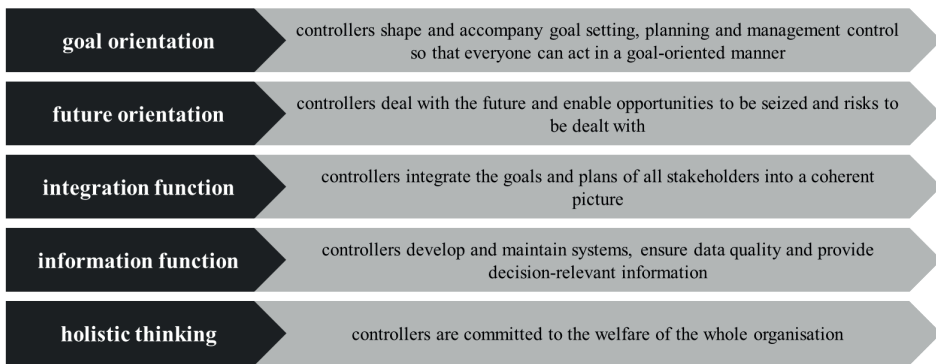 goal orientation
controllers shape and accompany goal setting, planning and management control
so that everyone can act in a goal-oriented manner
future orientation
controllers deal with the future and enable opportunities to be seized and risks to
be dealt with
integration function
controllers integrate the goals and plans of all stakeholders into a coherent
picture
information function
controllers develop and maintain systems, ensure data quality and provide
decision-relevant information
holistic thinking
controllers are committed to the welfare of the whole organisation